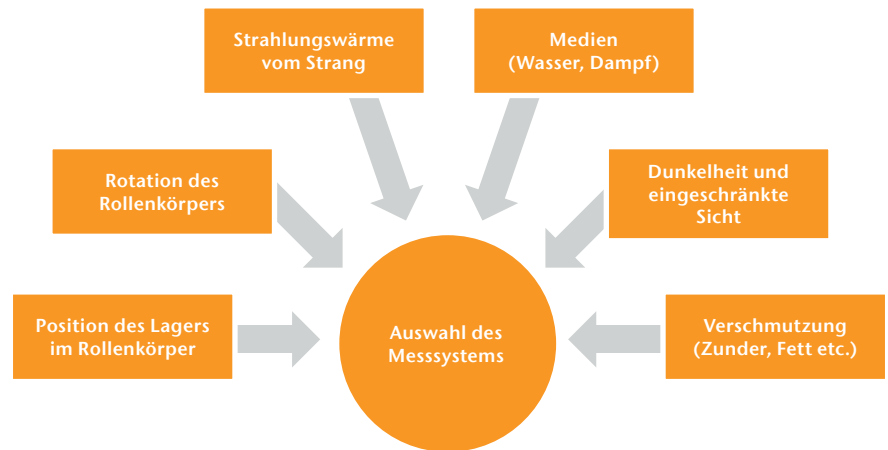 Strahlungswärme
vom Strang
Medien
(Wasser, Dampf)
Rotation des
Rollenkörpers
Dunkelheit und
eingeschränkte
Sicht
Position des Lagers
im Rollenkörper
Auswahl des
Messsystems
Verschmutzung
(Zunder, Fett etc.)